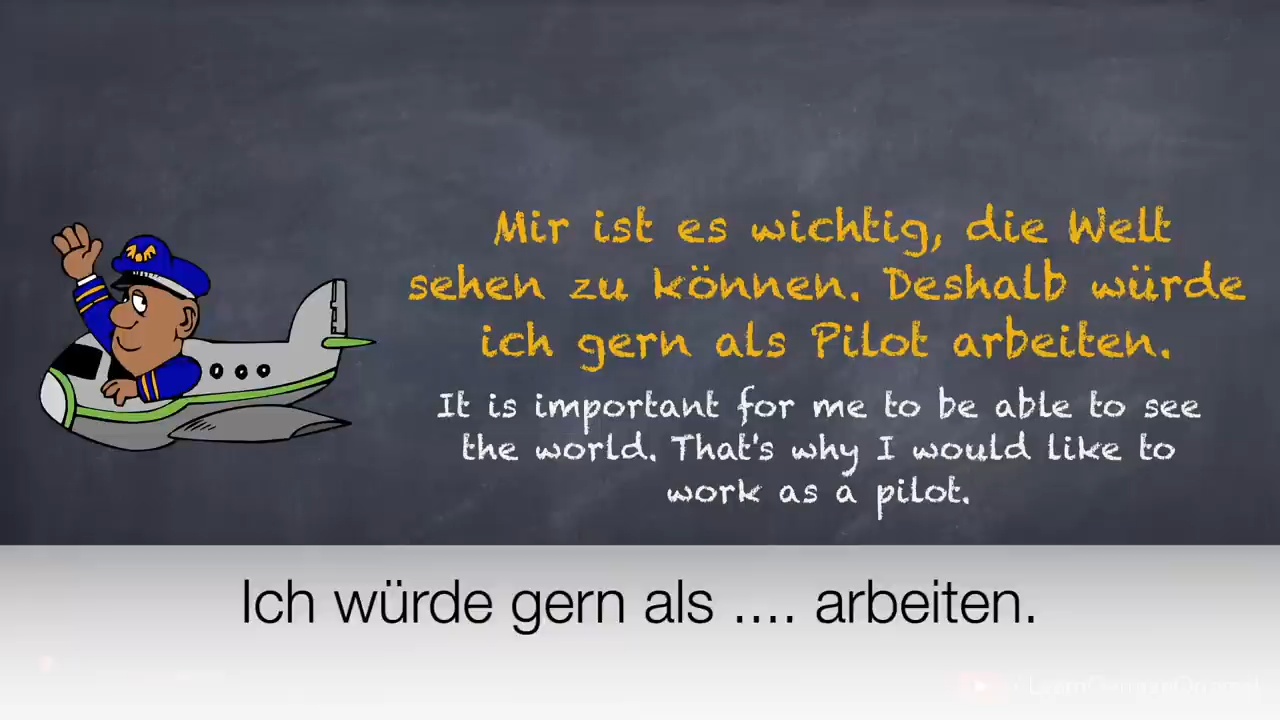 Mir ist es wichtig, die Welt
sehen zu können. Deshalb würde
ich gern als Pilot arbeiten.
It is important for me to be able to see
the world. That's why I would like to
work as a pilot.
Ich würde gern als .... arbeiten.